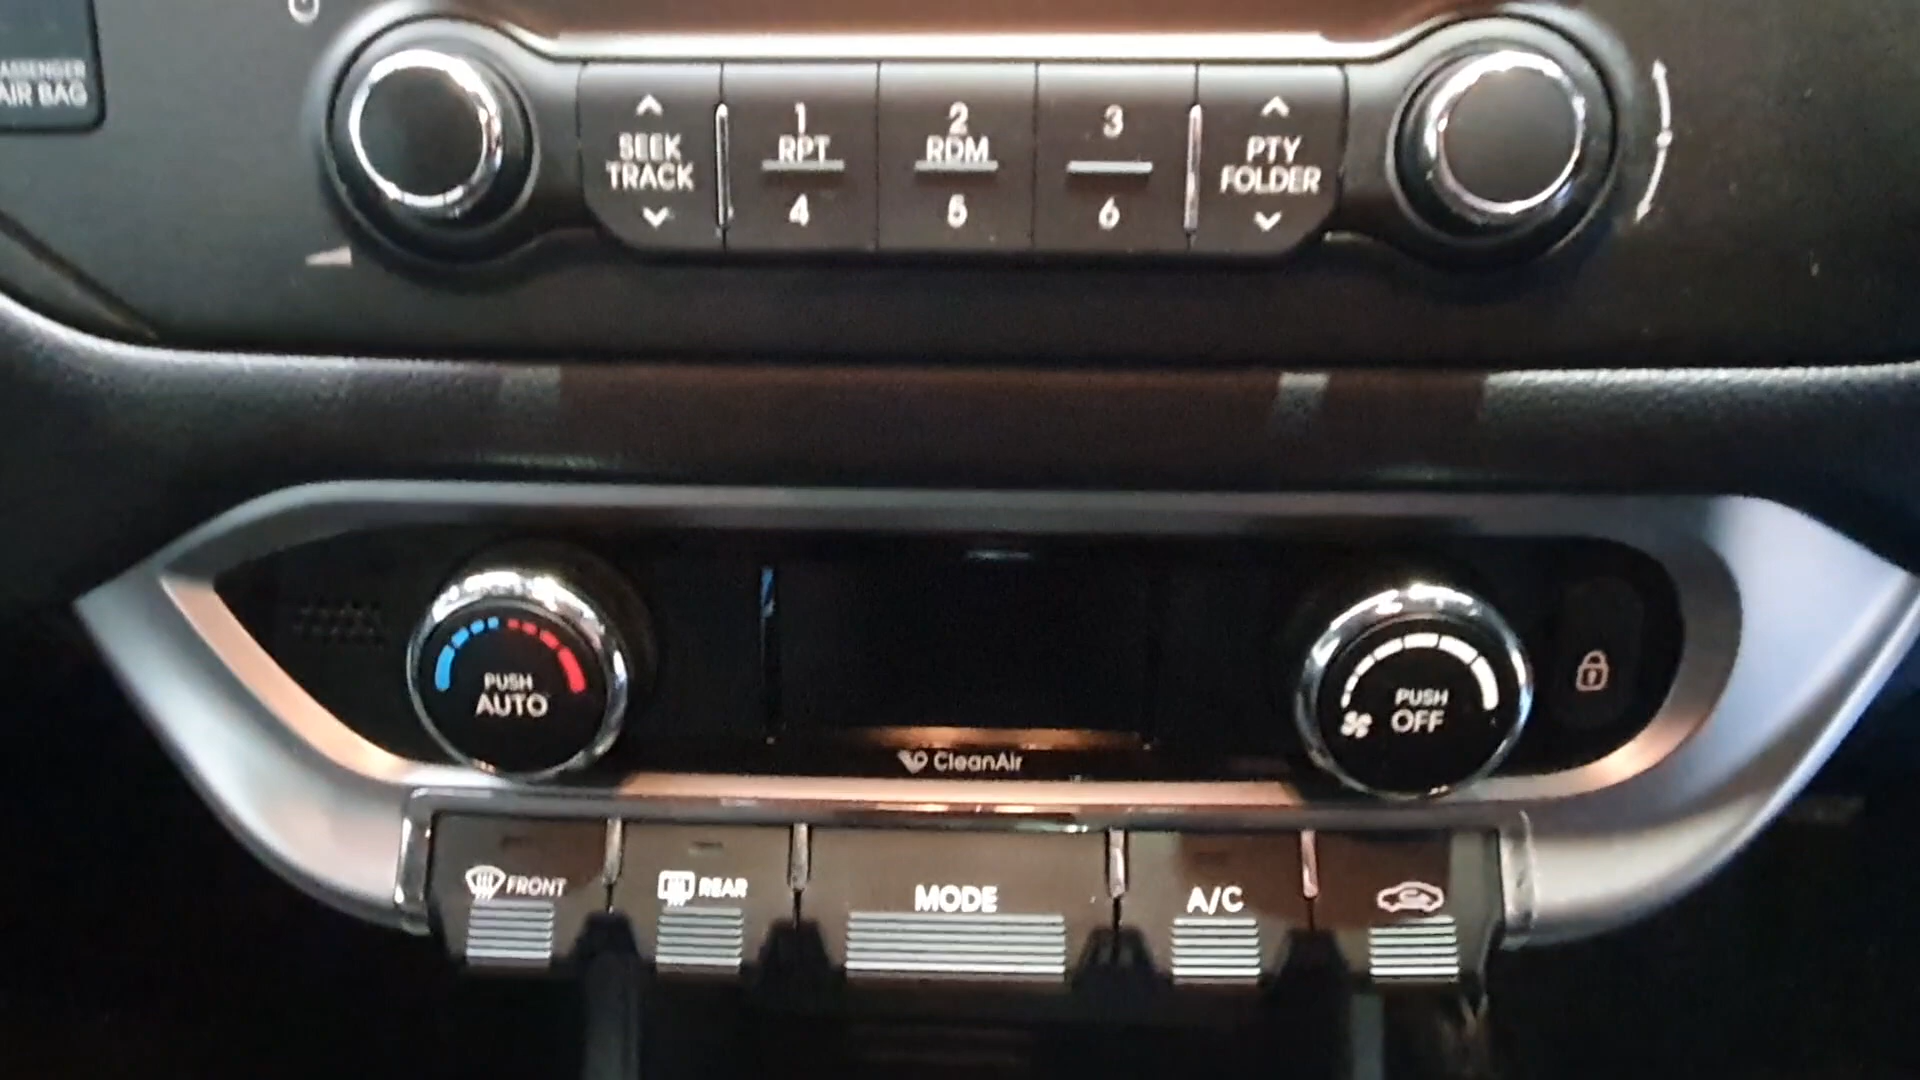 PASSENGER
AIR BAG
SEEK
TRACK
1
RPT
4
2
RDM
5
3
6
PTY
FOLDER
PUSH
AUTO
CleanAir
PUSH
OFF
FRONT
REAR
MODE
A/C